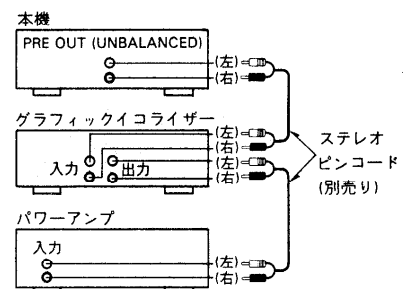 本機
PRE OUT (UNBALANCED)
(左)
(右)
グラフィックイコライザー
(左)
(右)
入力
出力
(左)
(右)
ステレオ
ピンコード
(別売り)
パワーアンプ
入力
(左)
(右)